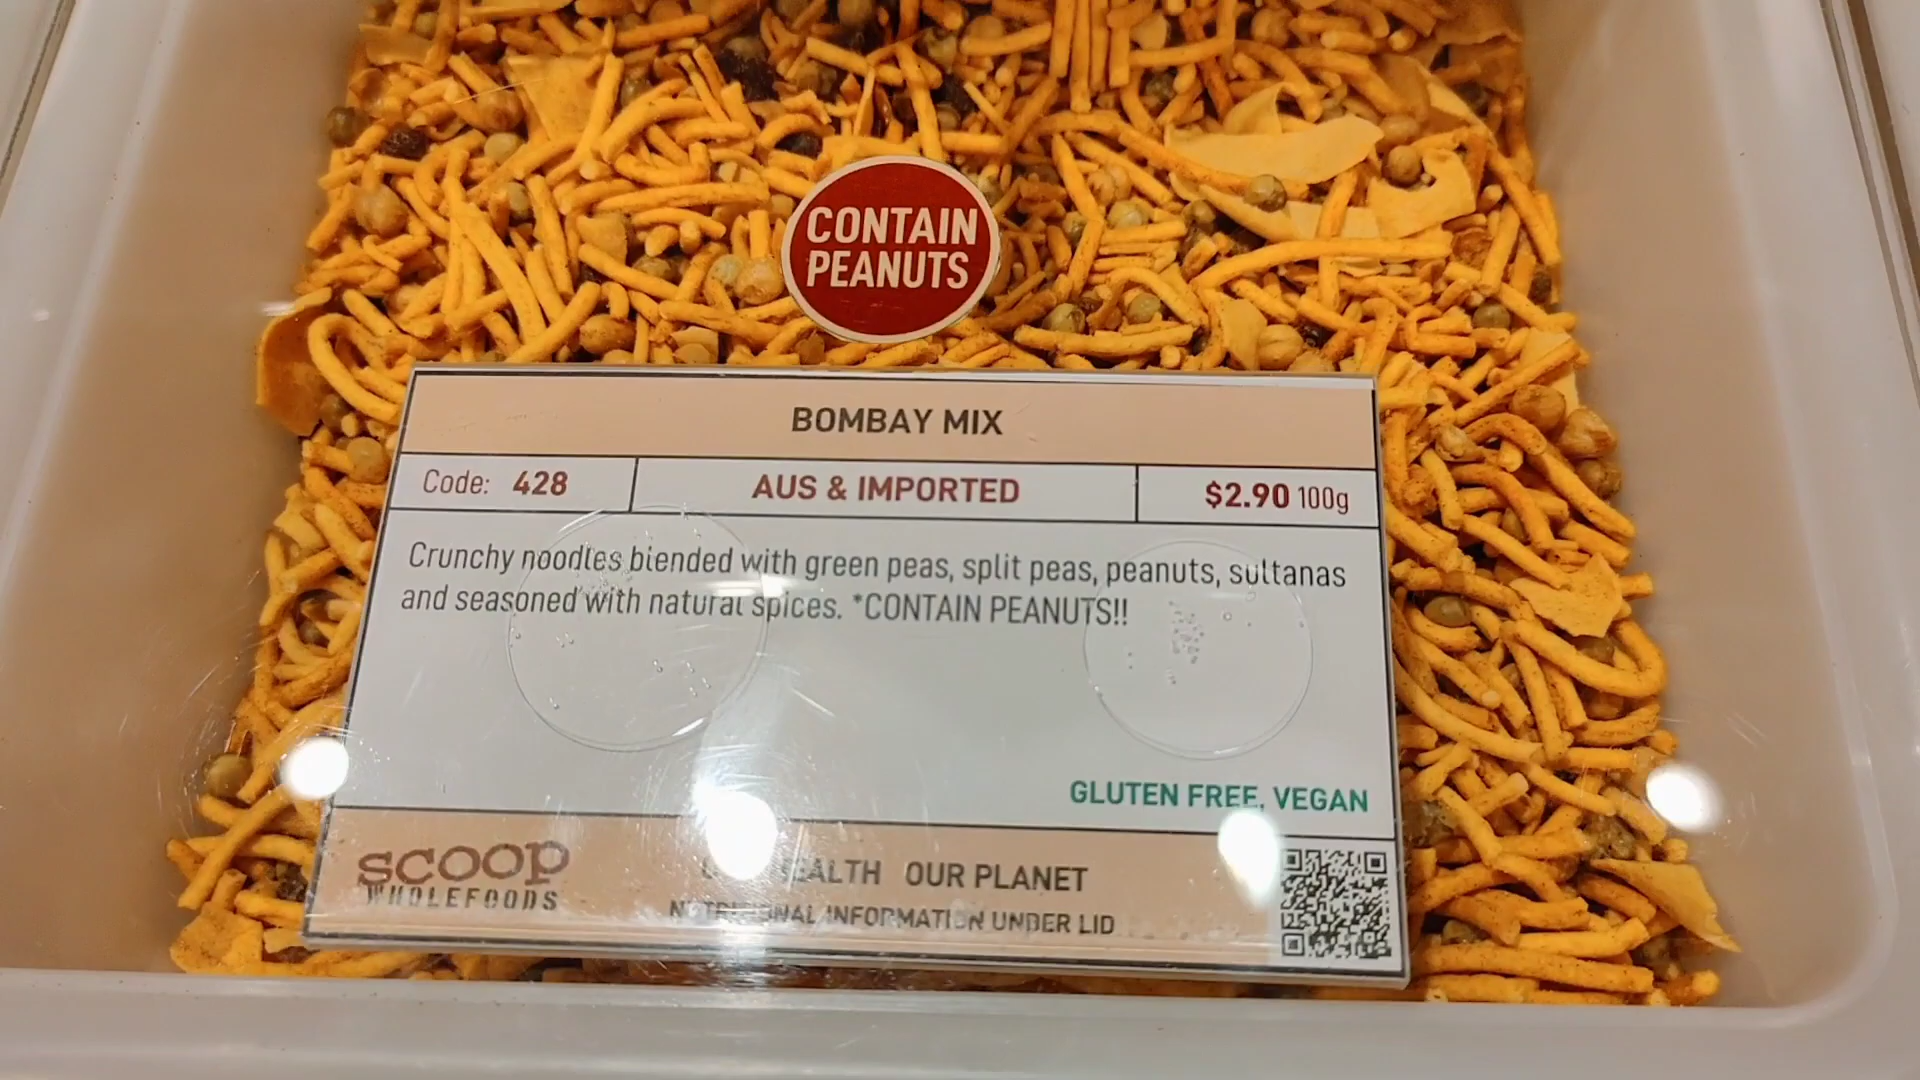 CONTAIN
PEANUTS
BOMBAY MIX
Code: 428
AUS & IMPORTED
$2.90 100g
Crunchy noodles blended with green peas, split peas, peanuts, sultanas
and seasoned with natural spices. *CONTAIN PEANUTS!!
GLUTEN FREE, VEGAN
scoop
WHOLEFOODS
HEALTH OUR PLANET
NUTRITIONAL INFORMATION UNDER LID